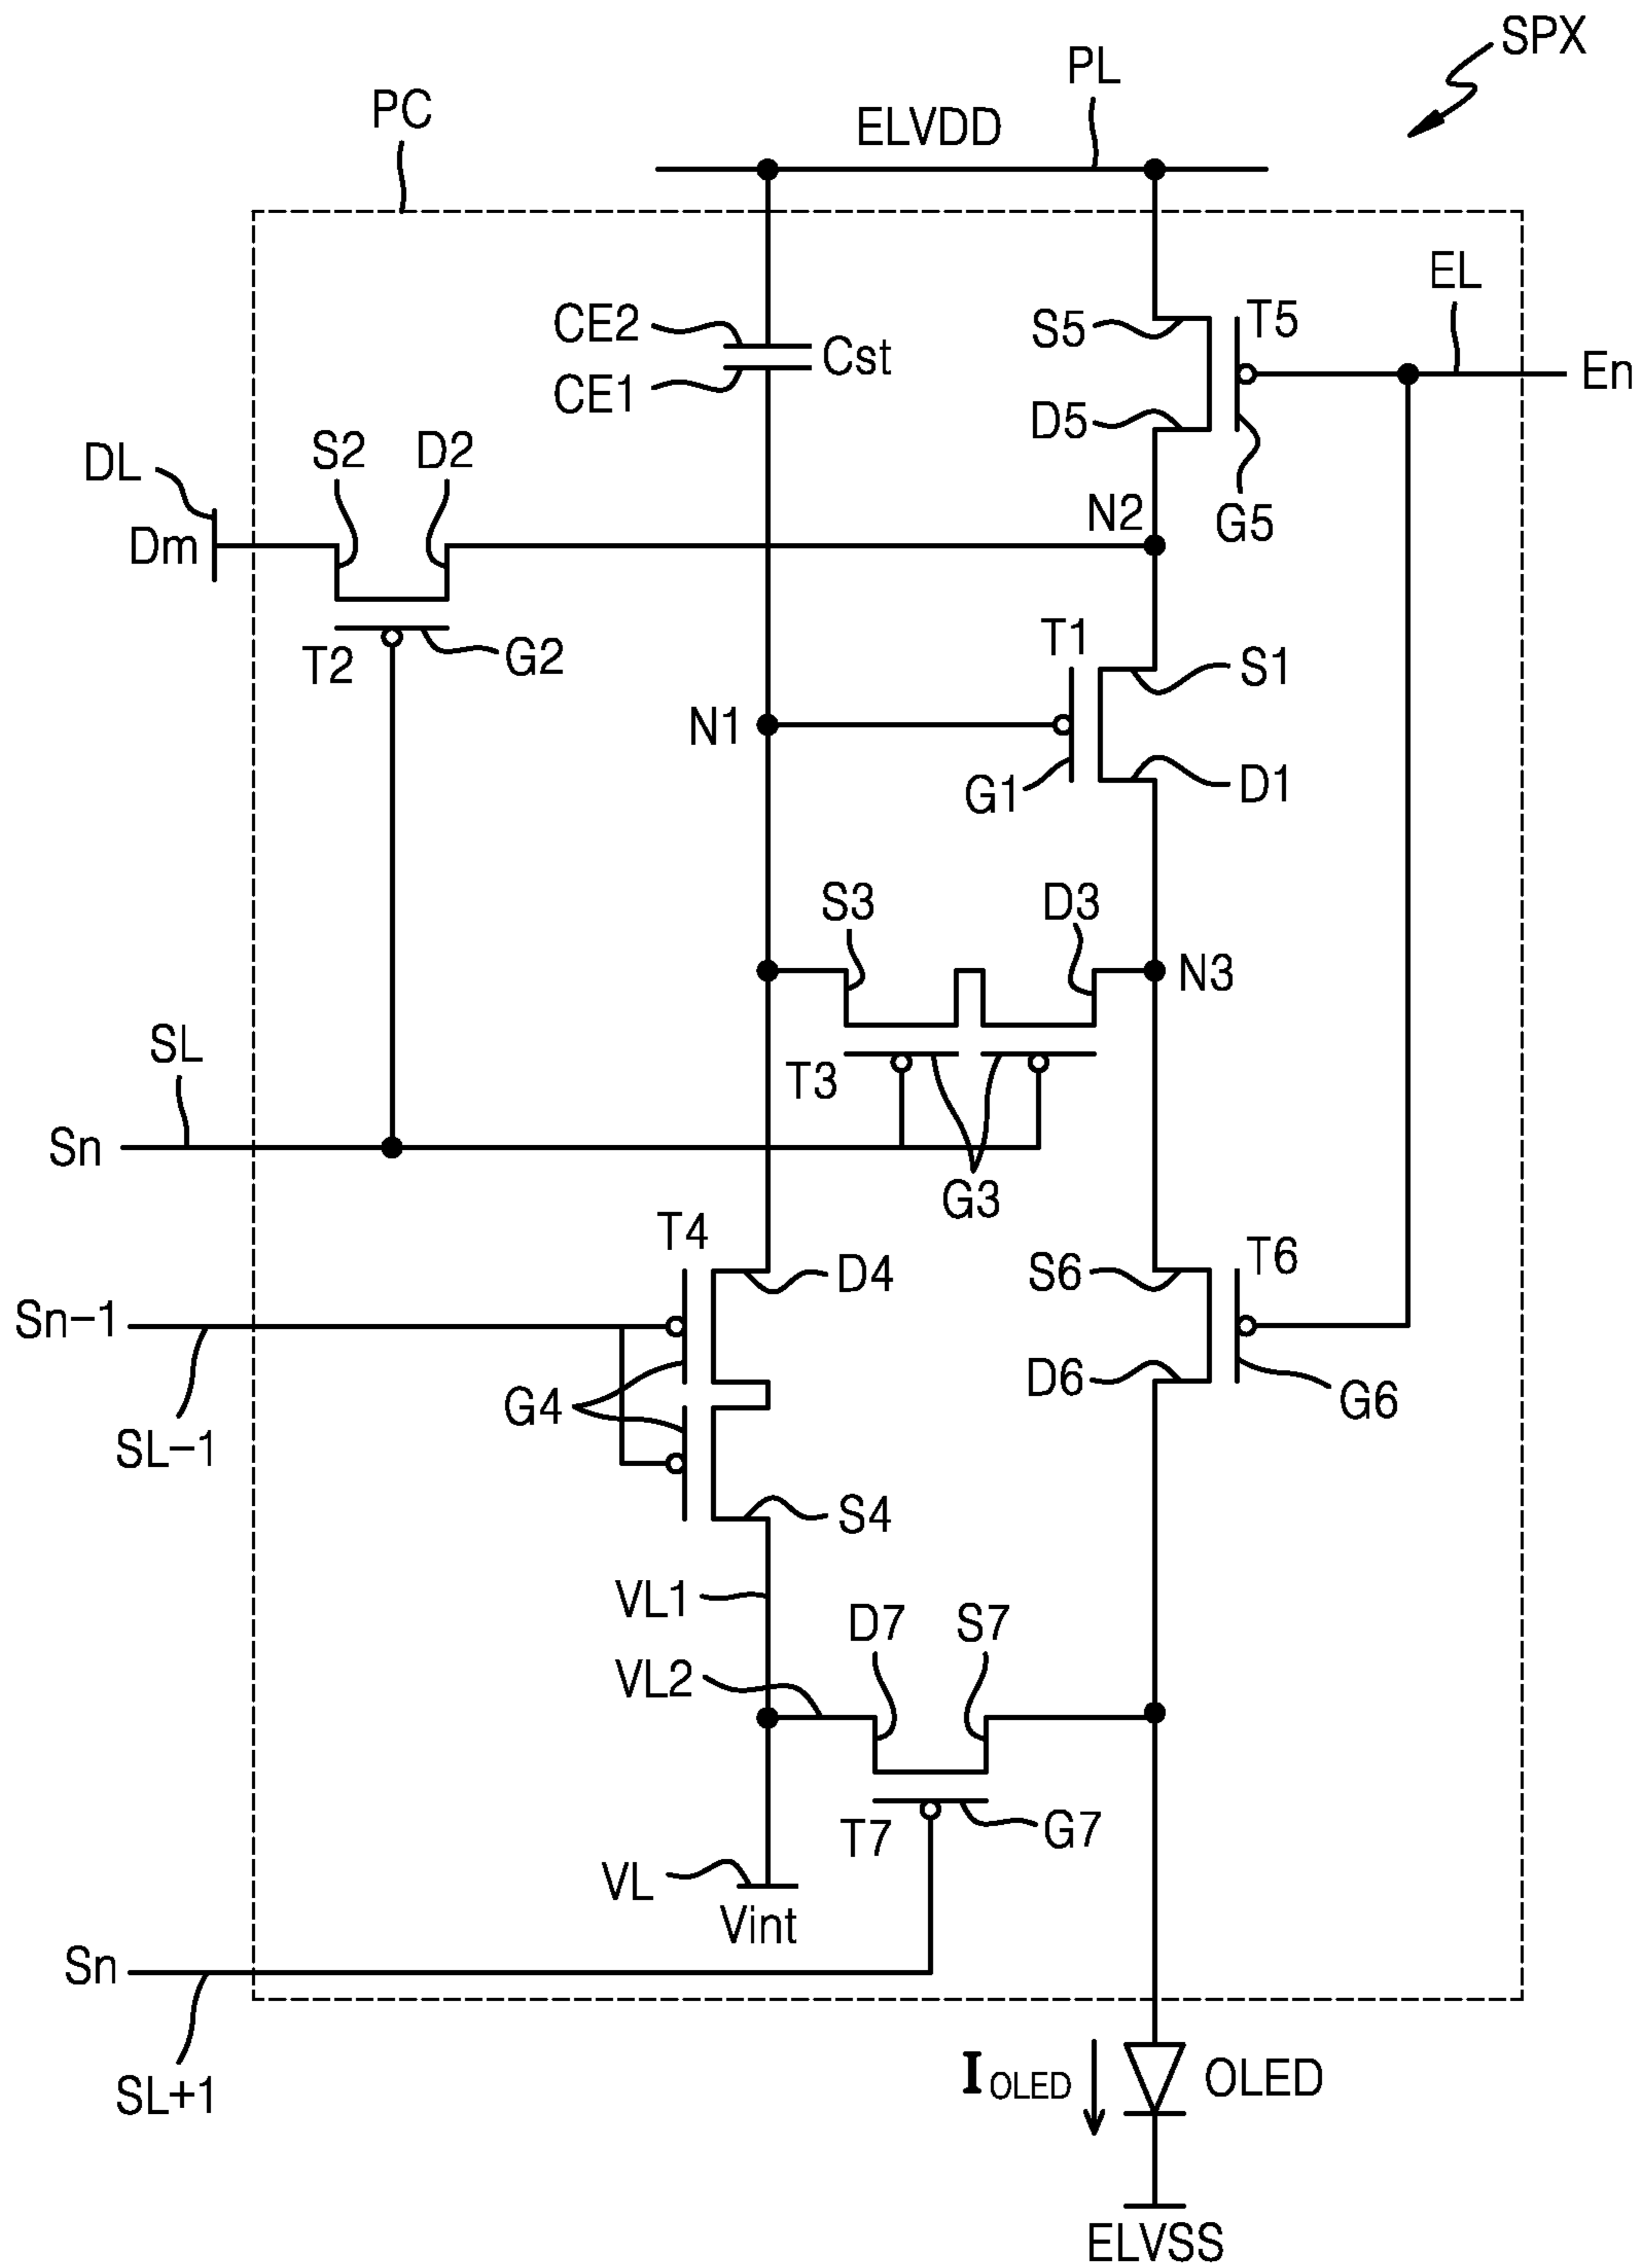 SPX
PL
PC
ELVDD
EL
CE2
Cst
CE1
S5
T5
En
D5
G5
DL
S2
D2
N2
Dm
T2
G2
T1
S1
N1
G1
D1
S3
D3
N3
SL
T3
Sn
G3
T4
D4
S6
T6
Sn-1
D6
G4
G6
SL-1
S4
VL1
D7
S7
VL2
T7
G7
VL
Vint
Sn
SL+1
I OLED
OLED
ELVSS